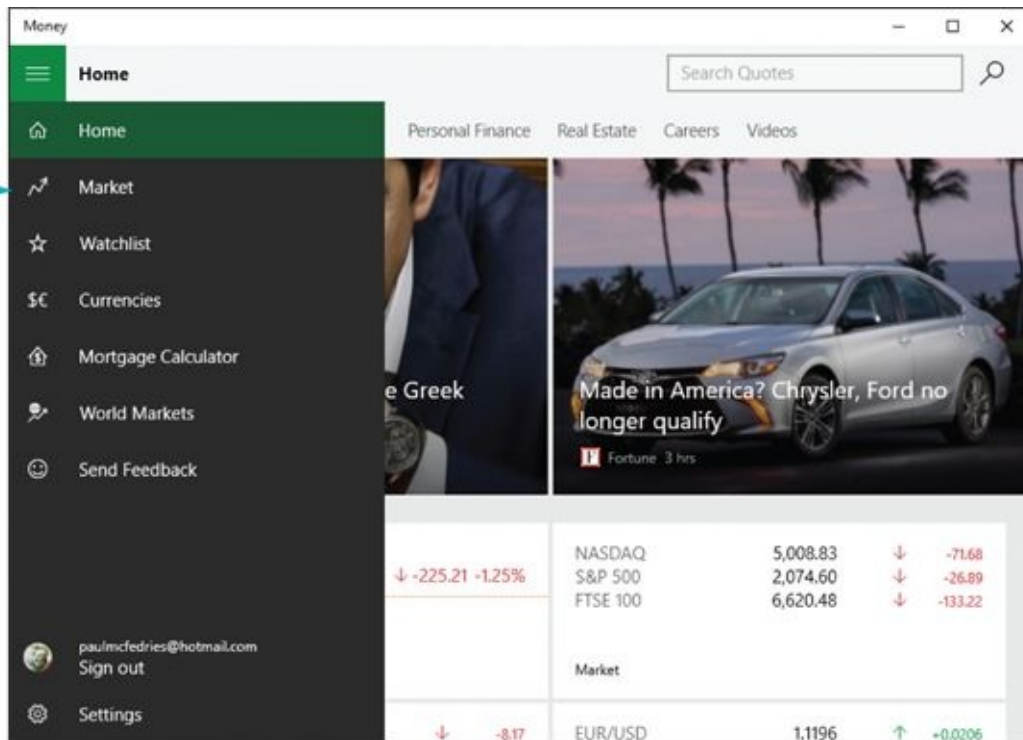 Money
Home
Search Quotes
Home
Personal Finance Real Estate Careers Videos
Market
Watchlist
$€ Currencies
Mortgage Calculator
World Markets
Send Feedback
e Greek
Made in America? Chrysler, Ford no
longer qualify
F Fortune 3 hrs
↓ -225.21 -1.25%
NASDAQ 5,008.83 ↓ -71.68
S&P 500 2,074.60 ↓ -26.89
FTSE 100 6,620.48 ↓ -133.22
Market
paulmcfedries@hotmail.com
Sign out
Settings
↓ -8.17
EUR/USD 1.1196 ↑ +0.0206